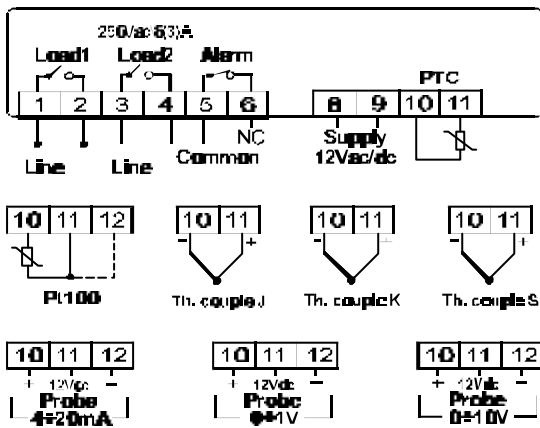 250Vac 8(3)A
Load1 Load2 Alarm
PTC
1 2 3 4 5 6 8 9 10 11
NC
Line Line Common
Supply
12Vac/dc
10 11 12 10 11 10 11 10 11
- + - + - +
Pt100 Th. couple J Th. couple K Th. couple S
10 11 12 10 11 12 10 11 12
+ 12Vdc - + 12Vdc - + 12Vdc -
Probe Probe Probe
4÷20mA 0÷1V 0÷10V